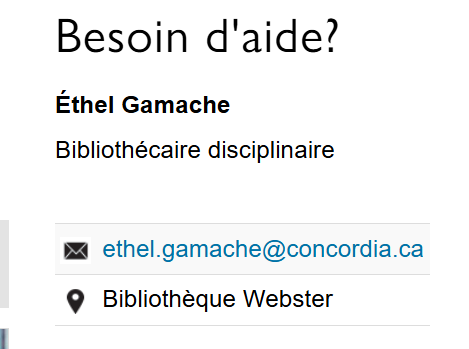 Besoin d'aide?
Éthel Gamache
Bibliothécaire disciplinaire
ethel.gamache@concordia.ca
Bibliothèque Webster